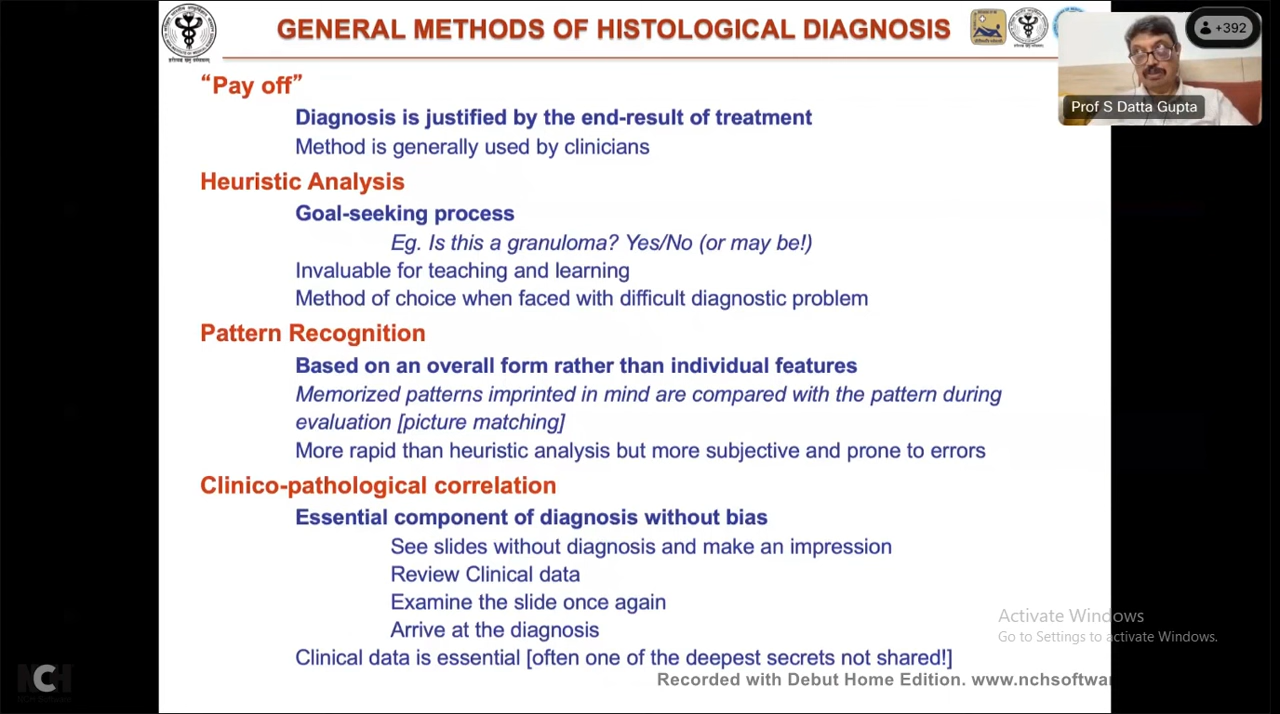 GENERAL METHODS OF HISTOLOGICAL DIAGNOSIS
+392
Prof S Datta Gupta
“Pay off”
Diagnosis is justified by the end-result of treatment
Method is generally used by clinicians
Heuristic Analysis
Goal-seeking process
Eg. Is this a granuloma? Yes/No (or may be!)
Invaluable for teaching and learning
Method of choice when faced with difficult diagnostic problem
Pattern Recognition
Based on an overall form rather than individual features
Memorized patterns imprinted in mind are compared with the pattern during
evaluation [picture matching]
More rapid than heuristic analysis but more subjective and prone to errors
Clinico-pathological correlation
Essential component of diagnosis without bias
See slides without diagnosis and make an impression
Review Clinical data
Examine the slide once again
Arrive at the diagnosis
Clinical data is essential [often one of the deepest secrets not shared!]
Activate Windows
Go to Settings to activate Windows.
NCH
Recorded with Debut Home Edition. www.nchsoftwar